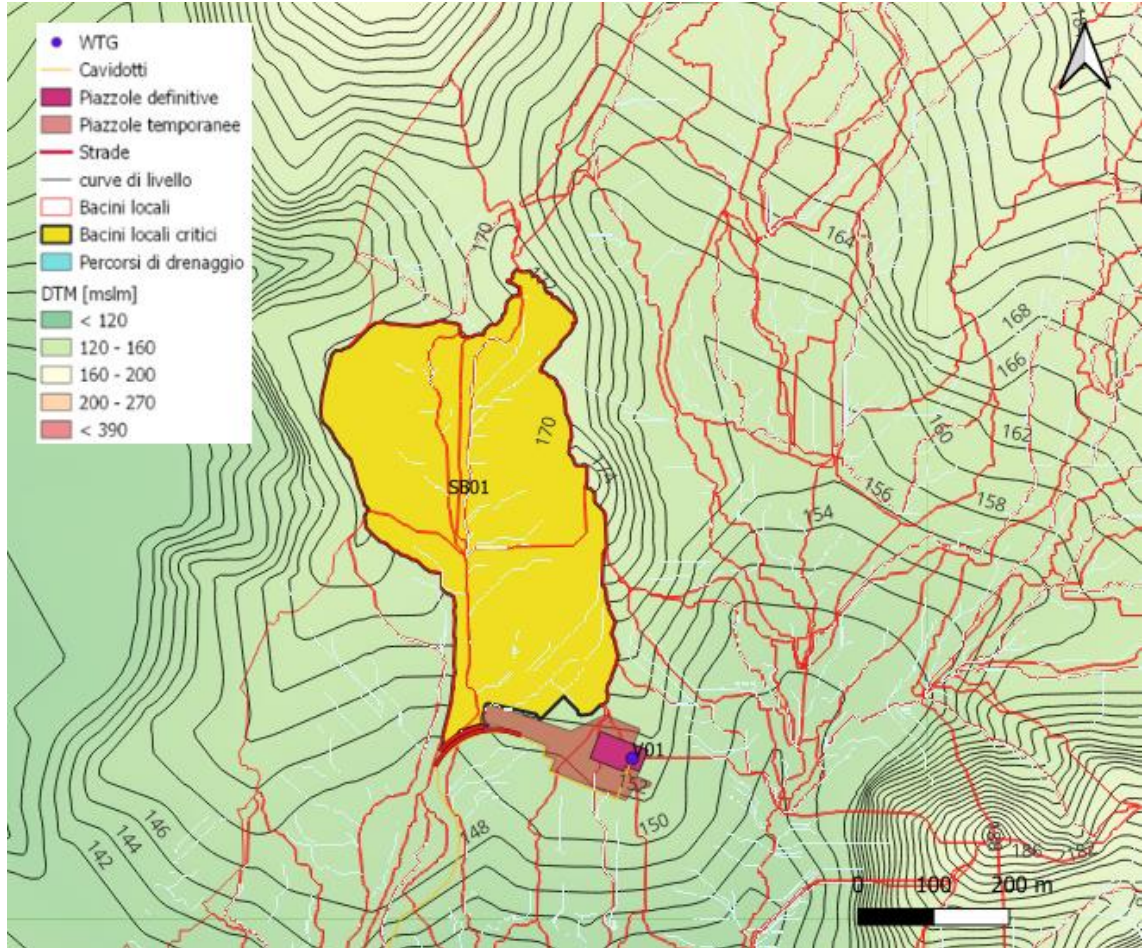 WTG
Cavidotti
Piazzole definitive
Piazzole temporanee
Strade
curve di livello
Bacini locali
Bacini locali critici
Percorsi di drenaggio
DTM [mslm]
< 120
120 - 160
160 - 200
200 - 270
< 390
170
164
168
166
162
160
170
174
SB01
156
158
154
V01
52
150
148
146
144
142
186
0 100 200 m